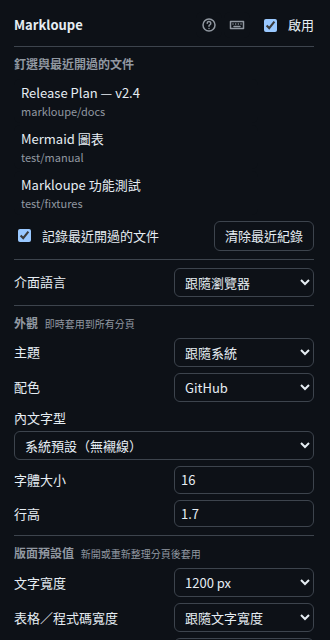 Markloupe 啟用
釘選與最近開過的文件
Release Plan — v2.4
markloupe/docs
Mermaid 圖表
test/manual
Markloupe 功能測試
test/fixtures
記錄最近開過的文件 清除最近紀錄
介面語言 跟隨瀏覽器
外觀 即時套用到所有分頁
主題 跟隨系統
配色 GitHub
內文字型
系統預設（無襯線）
字體大小 16
行高 1.7
版面預設值 新開或重新整理分頁後套用
文字寬度 1200 px
表格／程式碼寬度 跟隨文字寬度